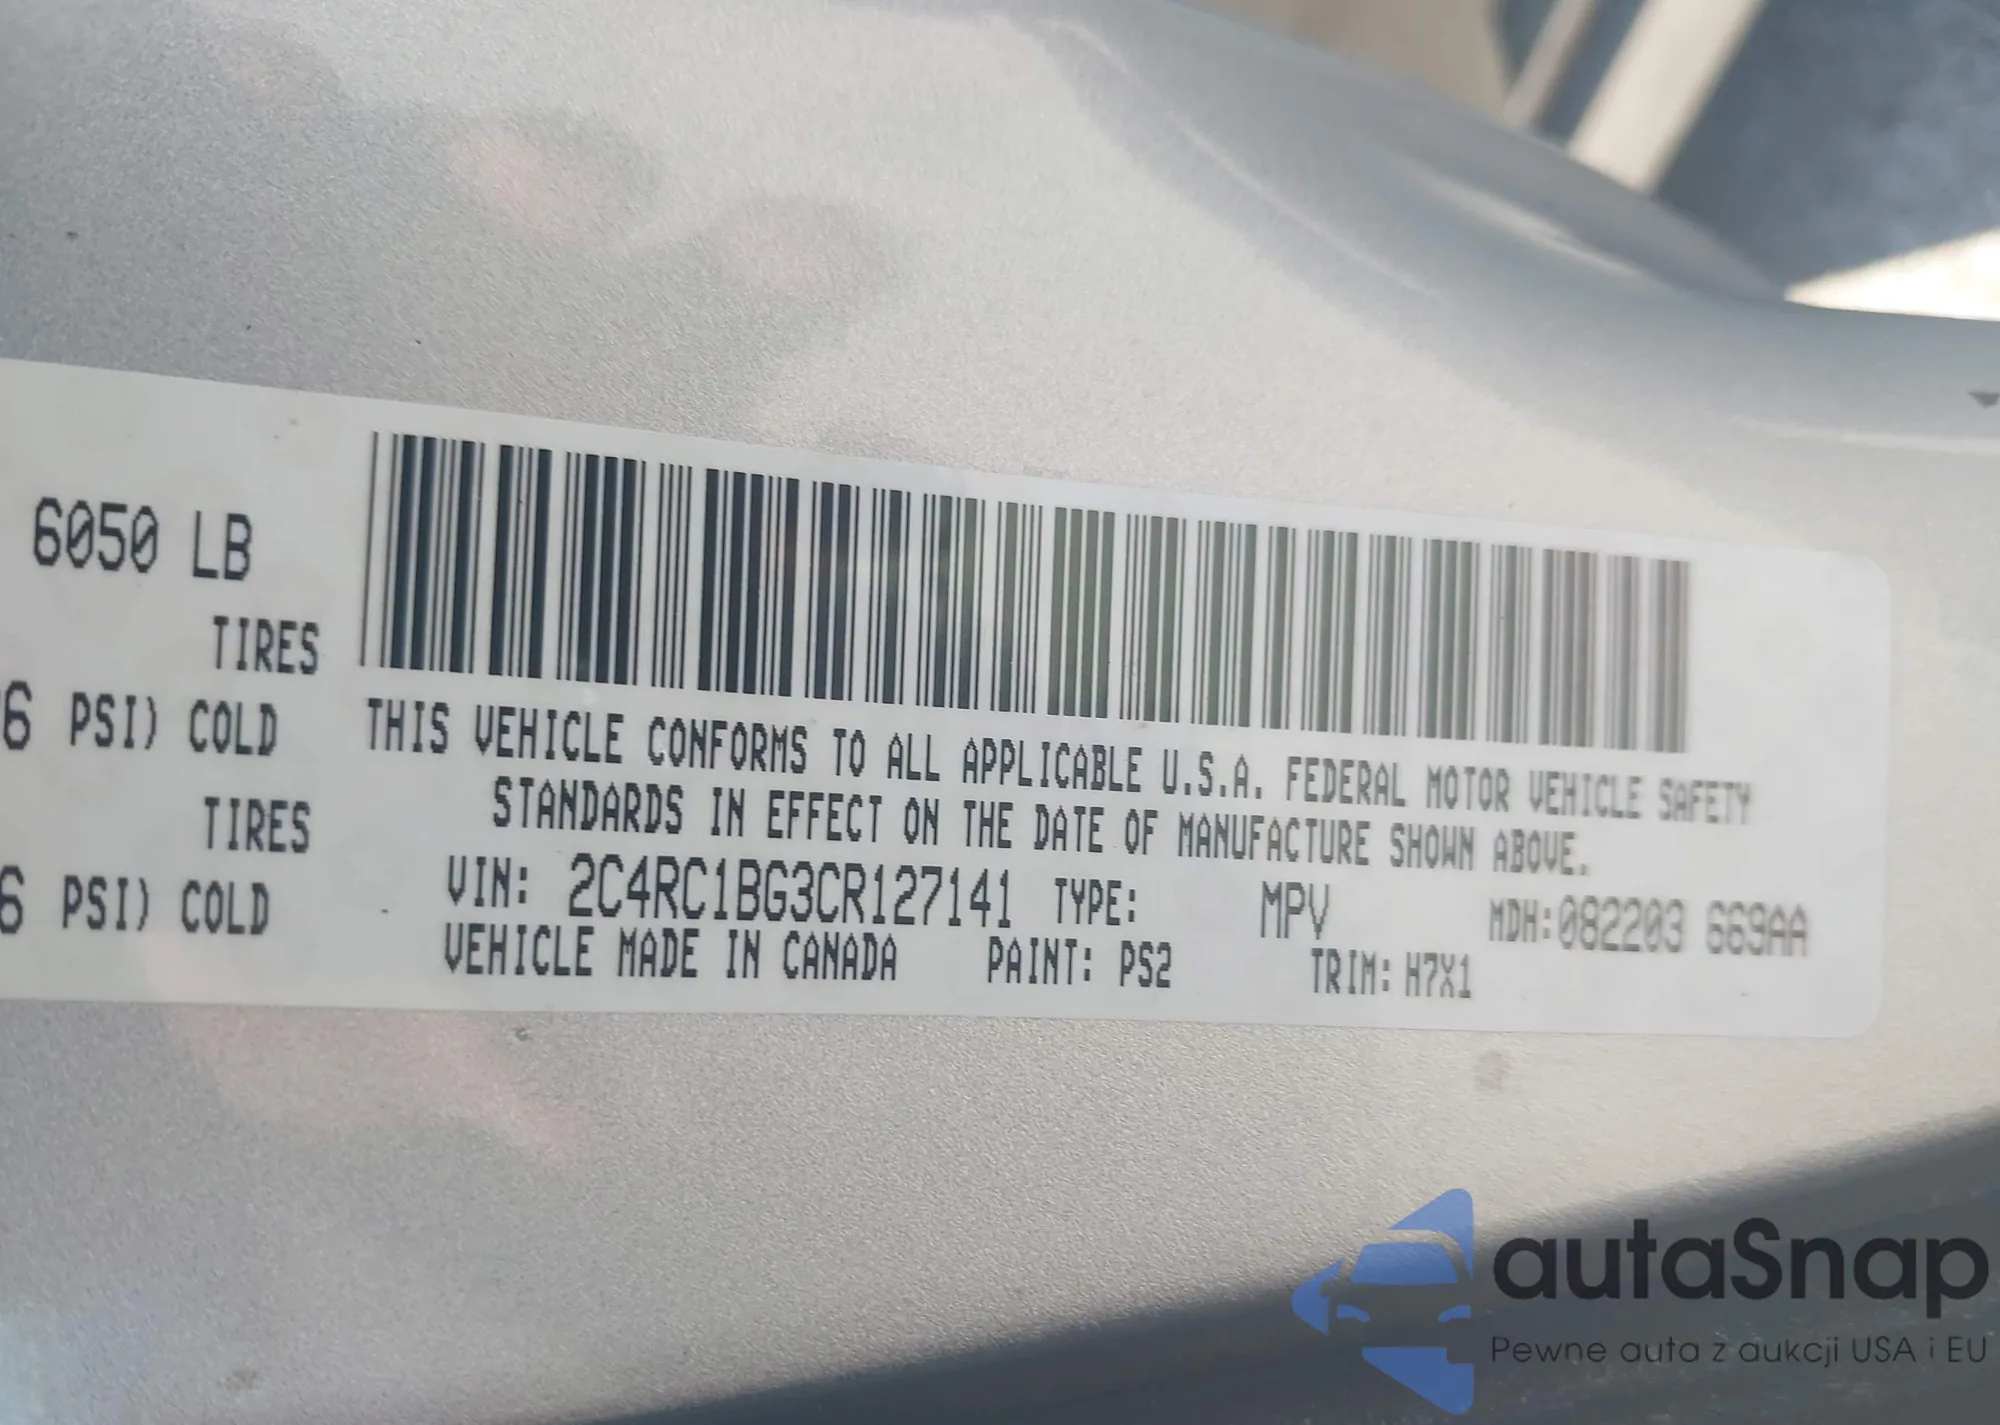 6050 LB
TIRES
6 PSI) COLD
TIRES
6 PSI) COLD
THIS VEHICLE CONFORMS TO ALL APPLICABLE U.S.A. FEDERAL MOTOR VEHICLE SAFETY
STANDARDS IN EFFECT ON THE DATE OF MANUFACTURE SHOWN ABOVE.
VIN: 2C4RC1BG3CR127141 TYPE: MPV MDH:082203 669AA
VEHICLE MADE IN CANADA PAINT: PS2 TRIM: H7X1
autaSnap
Pewne auta z aukcji USA i EU